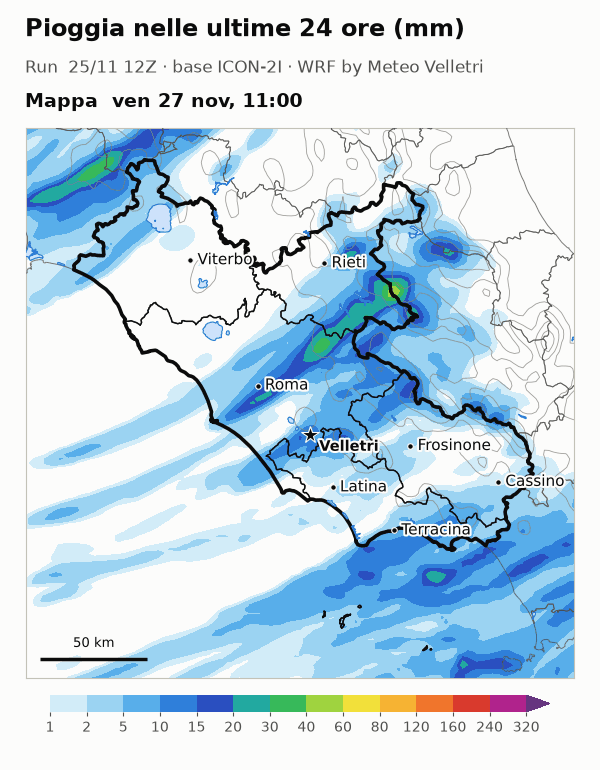 Pioggia nelle ultime 24 ore (mm)
Run 25/11 12Z · base ICON-2I · WRF by Meteo Velletri
Mappa ven 27 nov, 11:00
Viterbo
Rieti
Roma
Velletri
Frosinone
Cassino
Latina
Terracina
50 km
1 2 5 10 15 20 30 40 60 80 120 160 240 320